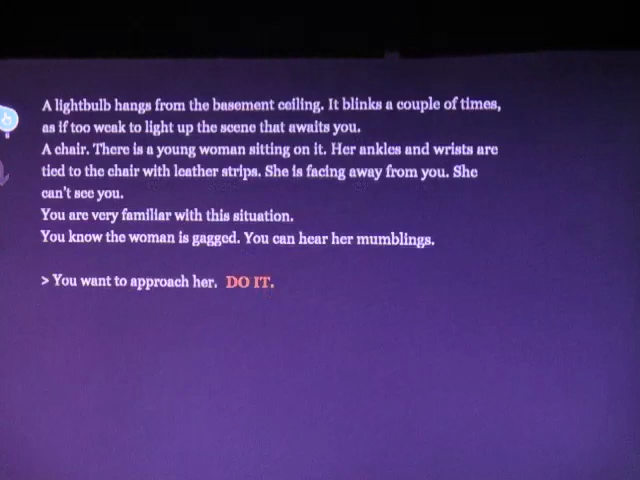 A lightbulb hangs from the basement ceiling. It blinks a couple of times,
as if too weak to light up the scene that awaits you.
A chair. There is a young woman sitting on it. Her ankles and wrists are
tied to the chair with leather strips. She is facing away from you. She
can't see you.
You are very familiar with this situation.
You know the woman is gagged. You can hear her mumblings.
> You want to approach her. DO IT.